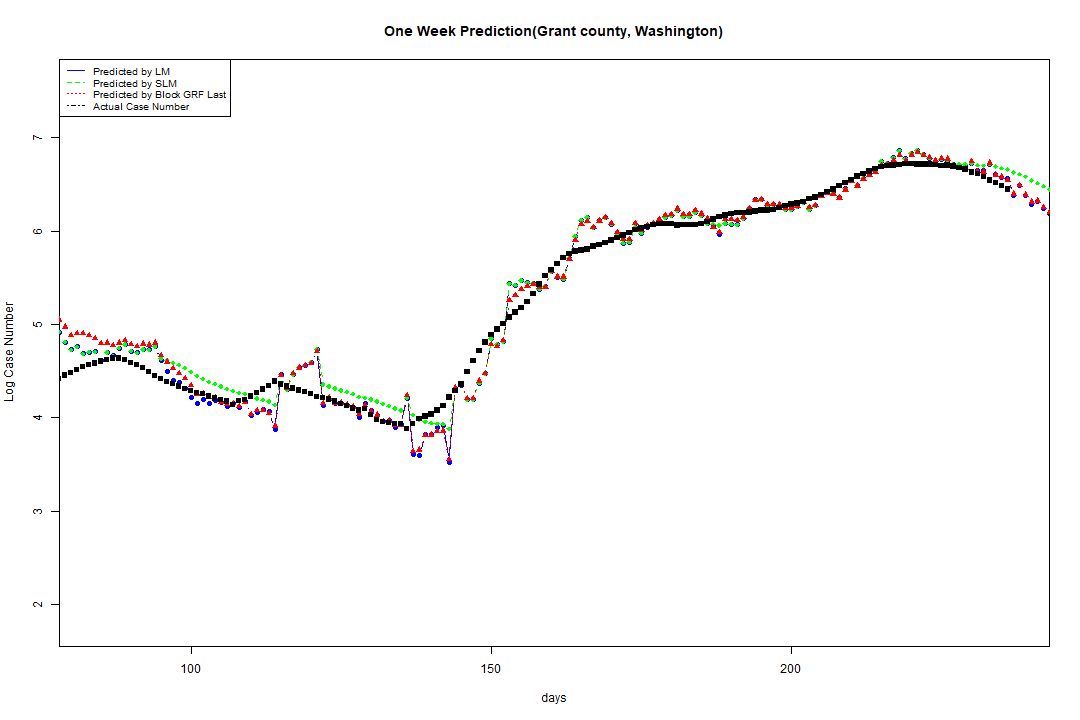 One Week Prediction(Grant county, Washington)
Predicted by LM
Predicted by SLM
Predicted by Block GRF Last
Actual Case Number
7
6
5
4
3
2
Log Case Number
100
150
200
days